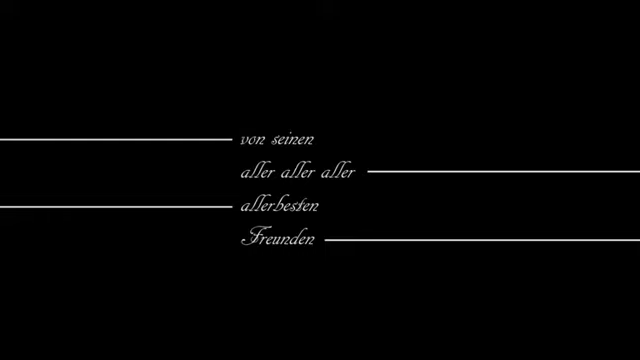 von seinen
aller aller aller
allerbesten
Freunden